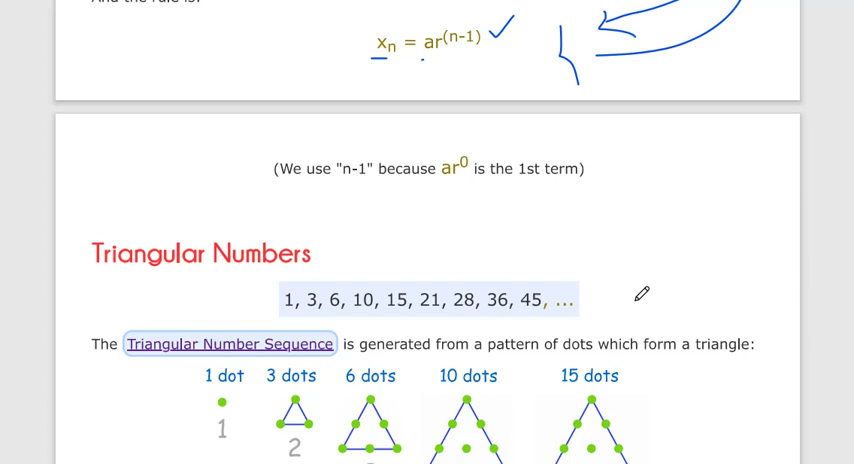 xn = ar(n-1)
(We use "n-1" because ar0 is the 1st term)
Triangular Numbers
1, 3, 6, 10, 15, 21, 28, 36, 45, ...
The Triangular Number Sequence is generated from a pattern of dots which form a triangle:
1 dot 3 dots 6 dots 10 dots 15 dots
1
2